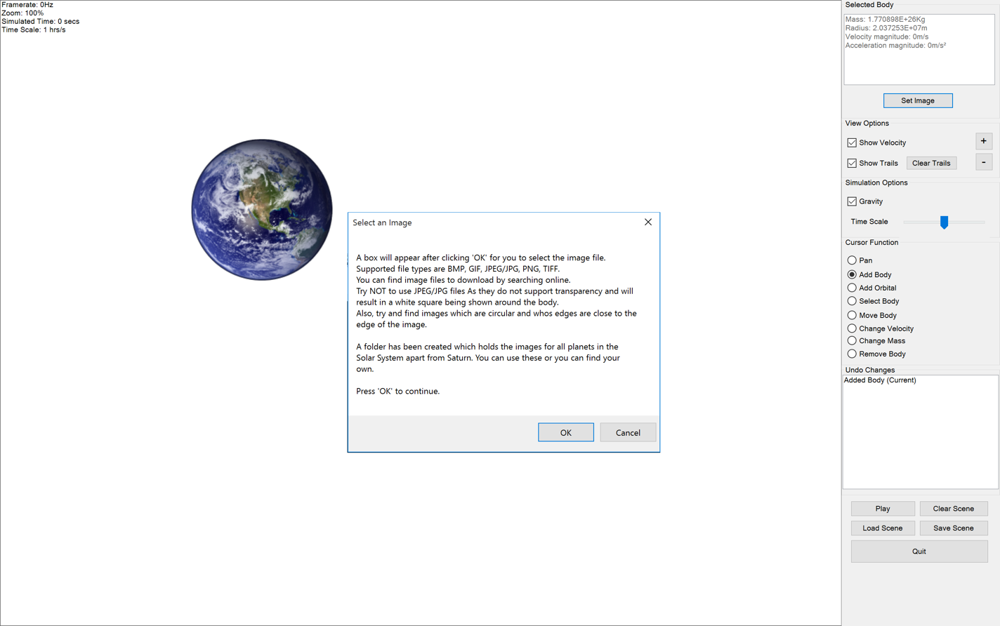 Framerate: 0Hz
Zoom: 100%
Simulated Time: 0 secs
Time Scale: 1 hrs/s
Select an Image
A box will appear after clicking 'OK' for you to select the image file.
Supported file types are BMP, GIF, JPEG/JPG, PNG, TIFF.
You can find image files to download by searching online.
Try NOT to use JPEG/JPG files As they do not support transparency and will
result in a white square being shown around the body.
Also, try and find images which are circular and whos edges are close to the
edge of the image.
A folder has been created which holds the images for all planets in the
Solar System apart from Saturn. You can use these or you can find your
own.
Press 'OK' to continue.
OK
Cancel
Selected Body
Mass: 1.770898E+26Kg
Radius: 2.037253E+07m
Velocity magnitude: 0m/s
Acceleration magnitude: 0m/s²
Set Image
View Options
Show Velocity
+
Show Trails
Clear Trails
-
Simulation Options
Gravity
Time Scale
Cursor Function
Pan
Add Body
Add Orbital
Select Body
Move Body
Change Velocity
Change Mass
Remove Body
Undo Changes
Added Body (Current)
Play
Clear Scene
Load Scene
Save Scene
Quit